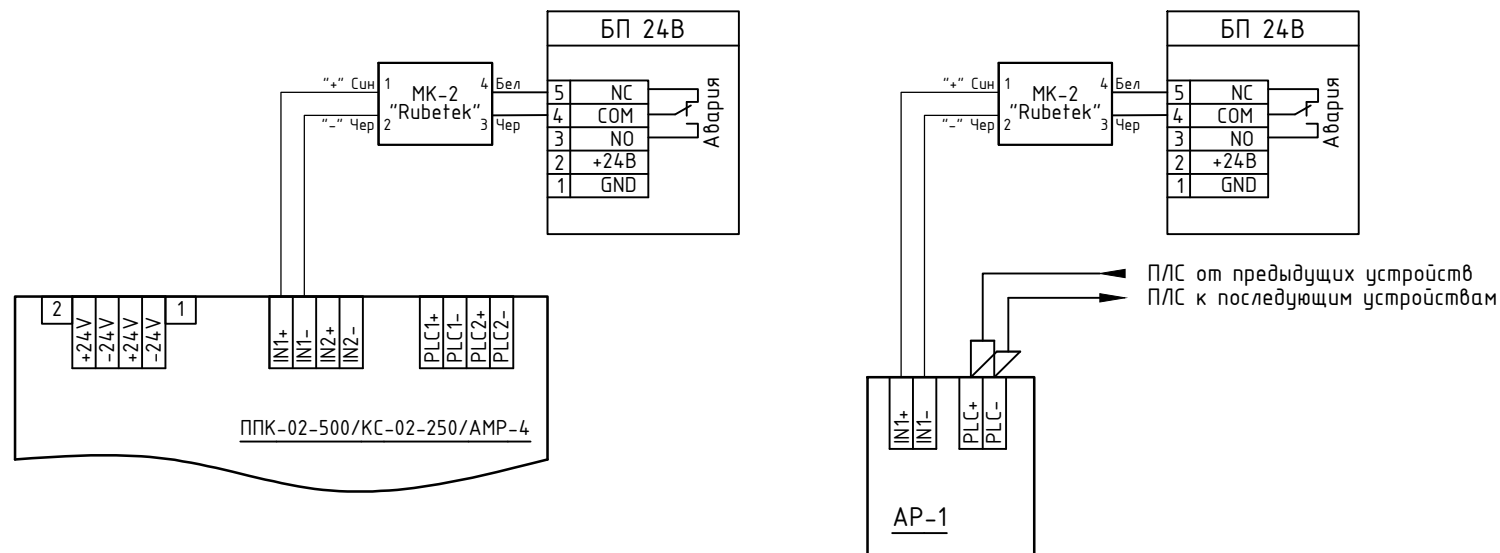 БП 24В
"+" Син 1
4 Бел
МК-2
"Rubetek"
"-" Чер 2
3 Чер
5 NC
4 COM
3 NO
2 +24В
1 GND
Авария
2
+24V
-24V
+24V
-24V
1
IN1+
IN1-
IN2+
IN2-
PLC1+
PLC1-
PLC2+
PLC2-
ППК-02-500/КС-02-250/АМР-4
БП 24В
"+" Син 1
4 Бел
МК-2
"Rubetek"
"-" Чер 2
3 Чер
5 NC
4 COM
3 NO
2 +24В
1 GND
Авария
ПЛС от предыдущих устройств
ПЛС к последующим устройствам
IN1+
IN1-
PLC+
PLC-
АР-1